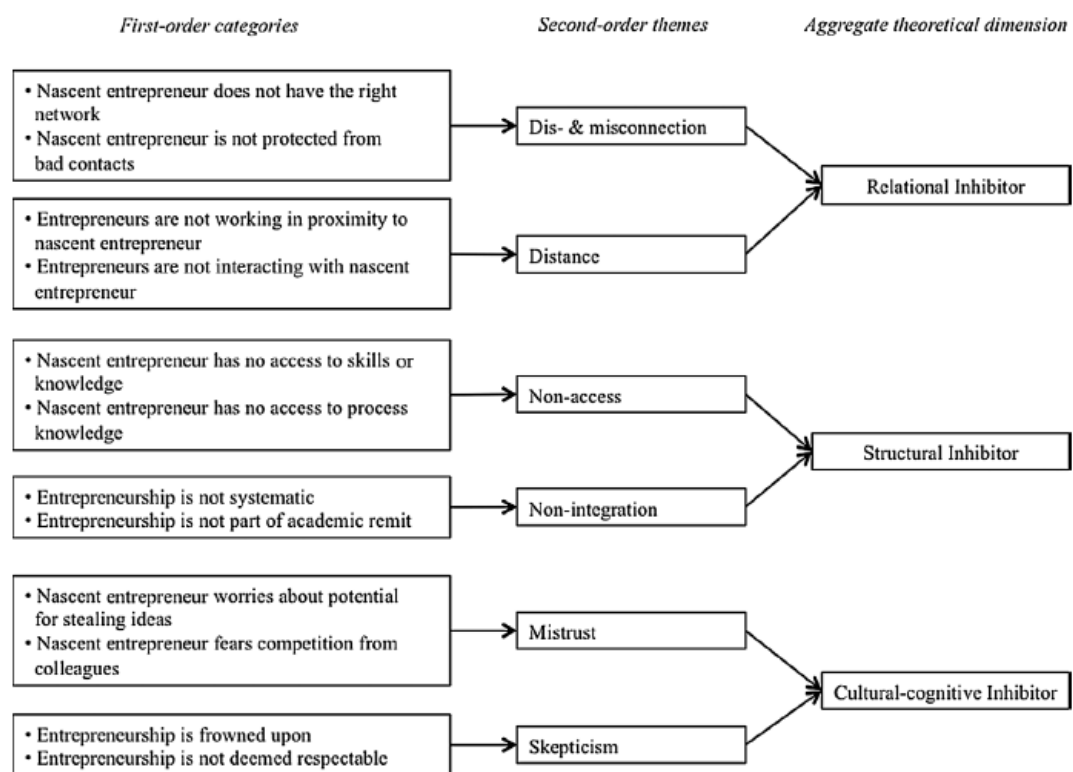 First-order categories
Second-order themes
Aggregate theoretical dimension
• Nascent entrepreneur does not have the right
network
• Nascent entrepreneur is not protected from
bad contacts
Dis- & misconnection
Relational Inhibitor
• Entrepreneurs are not working in proximity to
nascent entrepreneur
• Entrepreneurs are not interacting with nascent
entrepreneur
Distance
• Nascent entrepreneur has no access to skills or
knowledge
• Nascent entrepreneur has no access to process
knowledge
Non-access
Structural Inhibitor
• Entrepreneurship is not systematic
• Entrepreneurship is not part of academic remit
Non-integration
• Nascent entrepreneur worries about potential
for stealing ideas
• Nascent entrepreneur fears competition from
colleagues
Mistrust
Cultural-cognitive Inhibitor
• Entrepreneurship is frowned upon
• Entrepreneurship is not deemed respectable
Skepticism